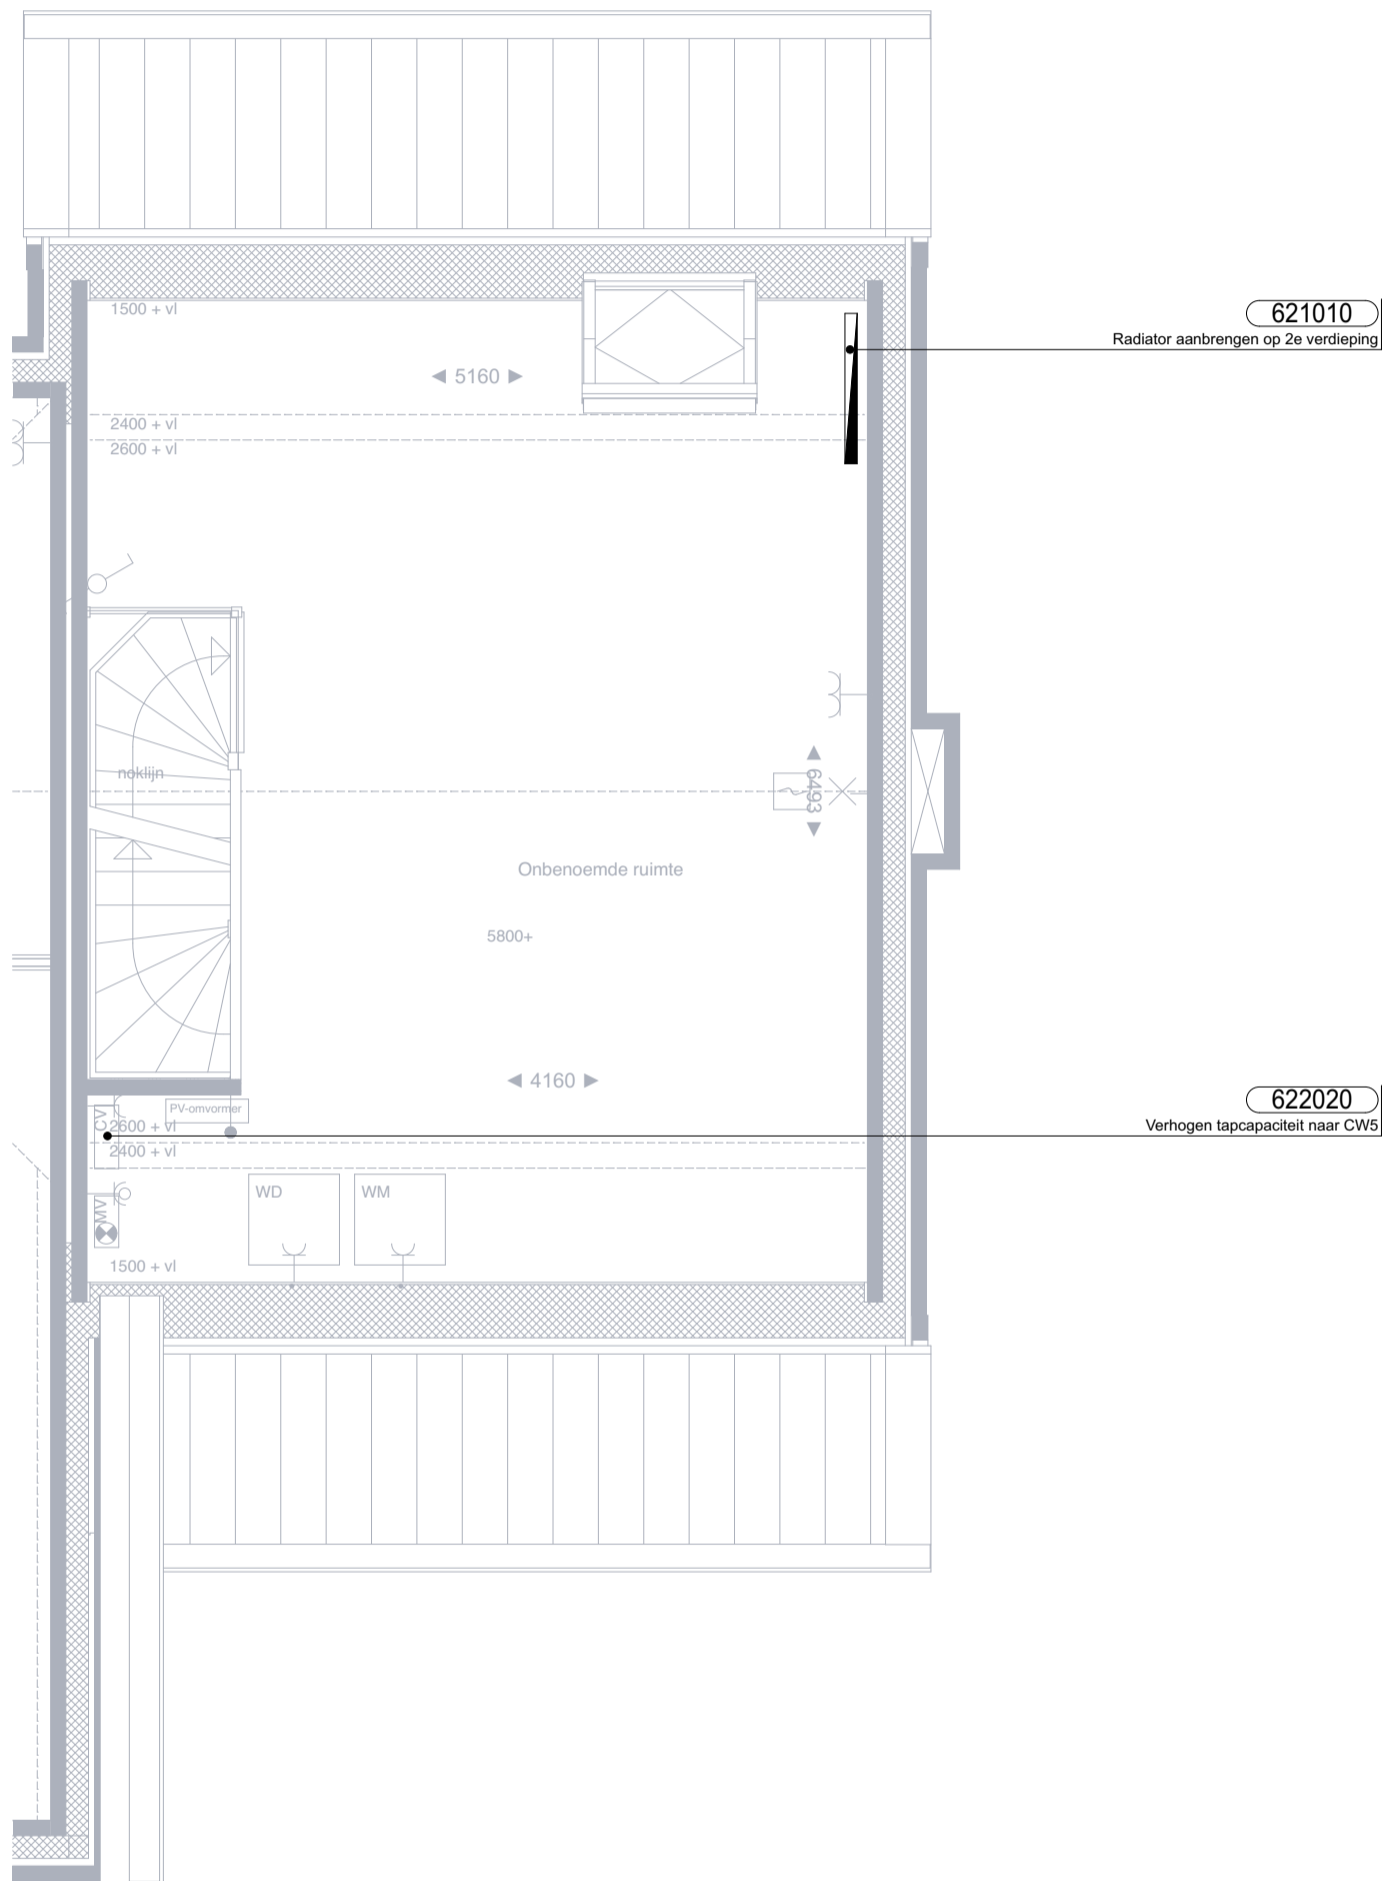 1500 + vl
621010
Radiator aanbrengen op 2e verdieping
5160
2400 + vl
2600 + vl
noklijn
6493
Onbenoemde ruimte
5800+
4160
622020
Verhogen tapcapaciteit naar CW5
PV-omvormer
CV
2600 + vl
2400 + vl
WD
WM
MV
1500 + vl